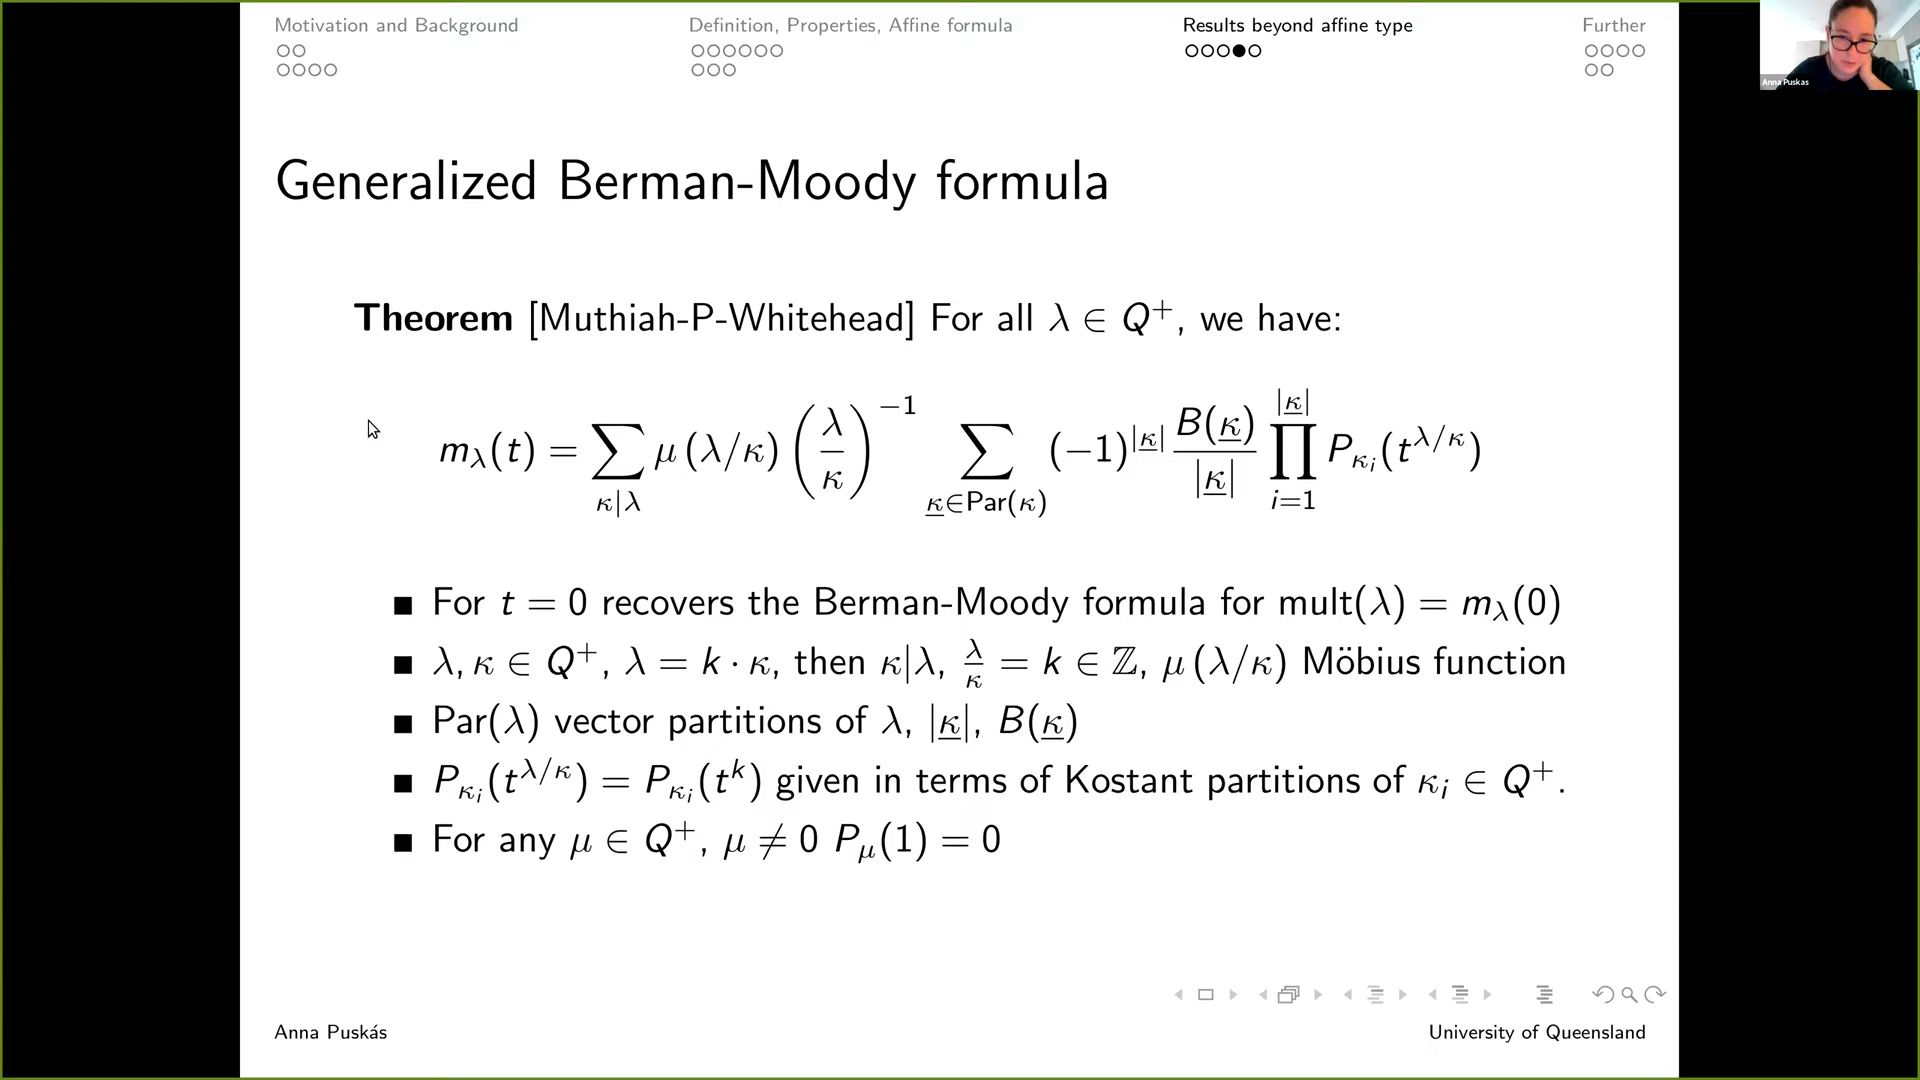 Motivation and Background
Definition, Properties, Affine formula
Results beyond affine type
Further
Anna Puskas
Generalized Berman-Moody formula
Theorem [Muthiah-P-Whitehead] For all λ ∈ Q⁺, we have:
m_λ(t) = ∑_{κ|λ} μ (λ/κ) (λ/κ)^{−1} ∑_{κ̲∈Par(κ)} (−1)^{|κ̲|} B(κ̲)/|κ̲| ∏_{i=1}^{|κ̲|} P_{κ_i}(t^{λ/κ})
■ For t = 0 recovers the Berman-Moody formula for mult(λ) = m_λ(0)
■ λ, κ ∈ Q⁺, λ = k · κ, then κ|λ, λ/κ = k ∈ ℤ, μ (λ/κ) Möbius function
■ Par(λ) vector partitions of λ, |κ̲|, B(κ̲)
■ P_{κ_i}(t^{λ/κ}) = P_{κ_i}(t^k) given in terms of Kostant partitions of κ_i ∈ Q⁺.
■ For any μ ∈ Q⁺, μ ≠ 0 P_μ(1) = 0
Anna Puskás
University of Queensland